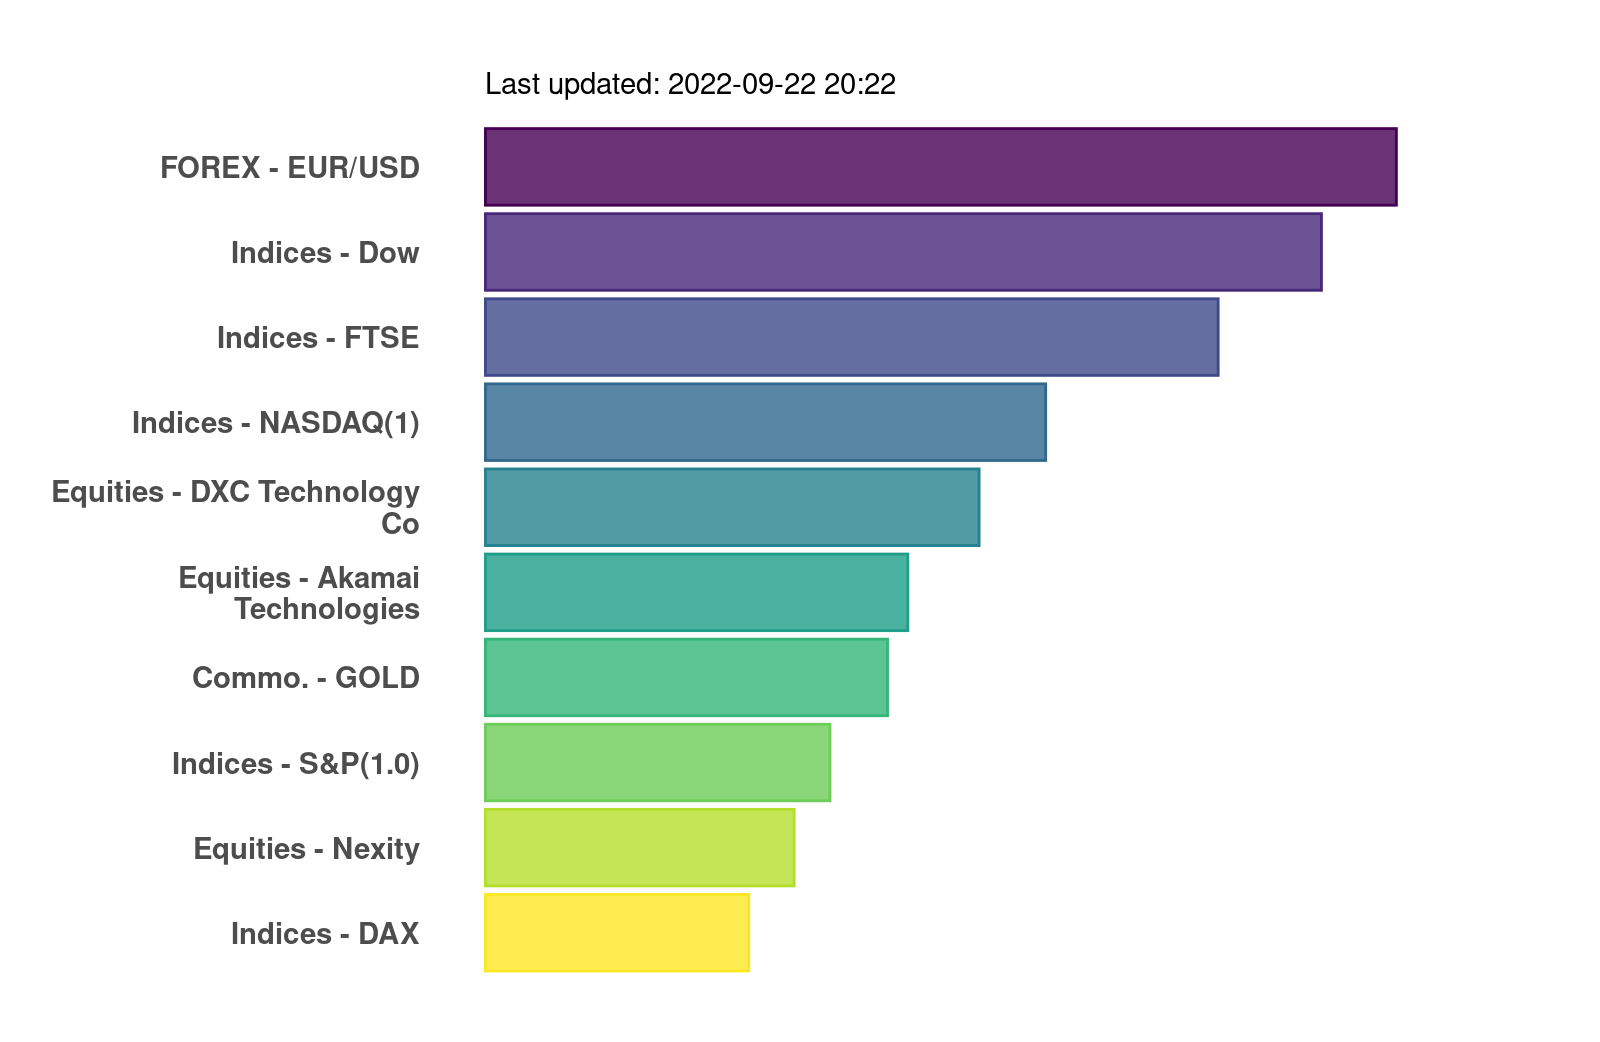 Last updated: 2022-09-22 20:22
FOREX - EUR/USD
Indices - Dow
Indices - FTSE
Indices - NASDAQ(1)
Equities - DXC Technology
Co
Equities - Akamai
Technologies
Commo. - GOLD
Indices - S&P(1.0)
Equities - Nexity
Indices - DAX